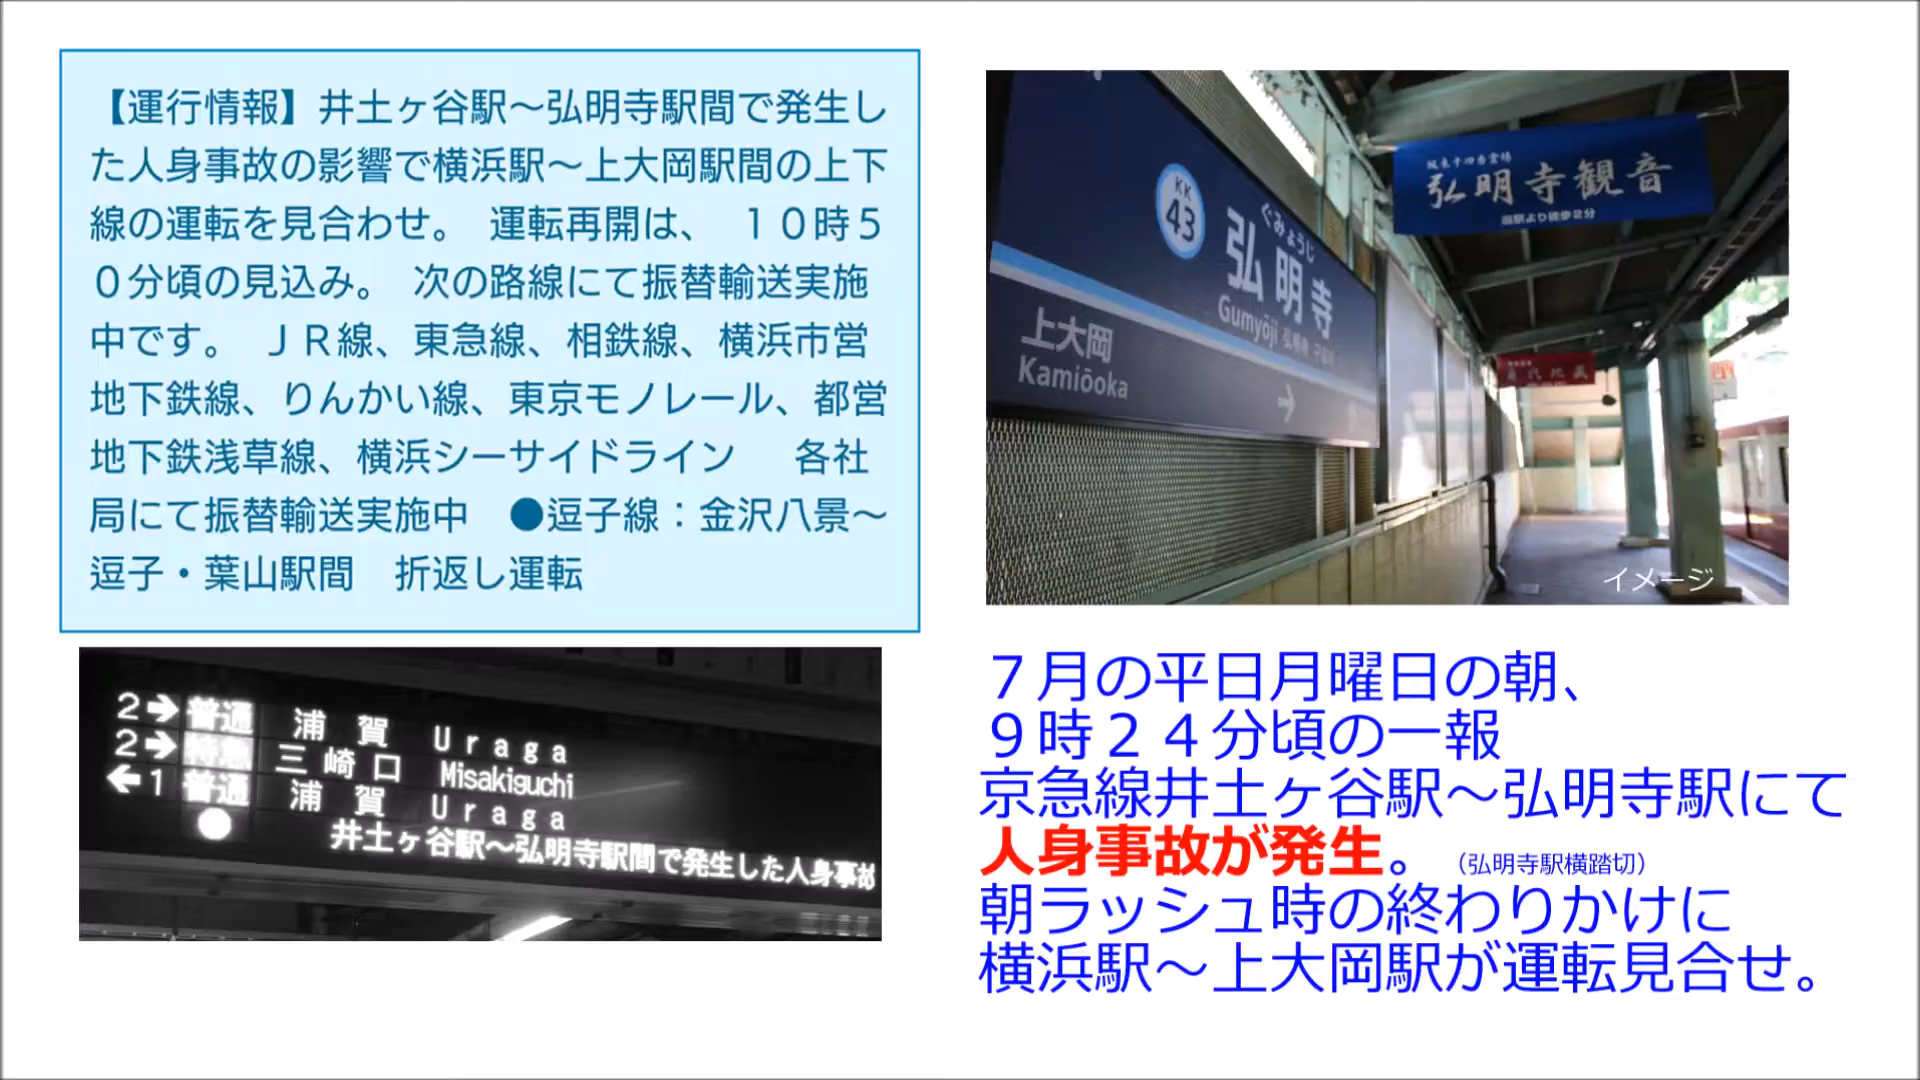 【運行情報】井土ヶ谷駅～弘明寺駅間で発生し
た人身事故の影響で横浜駅～上大岡駅間の上下
線の運転を見合わせ。 運転再開は、 １０時５
０分頃の見込み。 次の路線にて振替輸送実施
中です。 ＪＲ線、東急線、相鉄線、横浜市営
地下鉄線、りんかい線、東京モノレール、都営
地下鉄浅草線、横浜シーサイドライン 各社
局にて振替輸送実施中 ●逗子線：金沢八景～
逗子・葉山駅間 折返し運転
2→ 普通 浦賀 Uraga
2→ 特急 三崎口 Misakiguchi
←1 普通 浦賀 Uraga
井土ヶ谷駅～弘明寺駅間で発生した人身事故
KK
43
ぐみょうじ
弘明寺
Gumyōji
上大岡
Kamiōoka
→
弘明寺観音
イメージ
７月の平日月曜日の朝、
９時２４分頃の一報
京急線井土ヶ谷駅～弘明寺駅にて
人身事故が発生。（弘明寺駅横踏切）
朝ラッシュ時の終わりかけに
横浜駅～上大岡駅が運転見合せ。